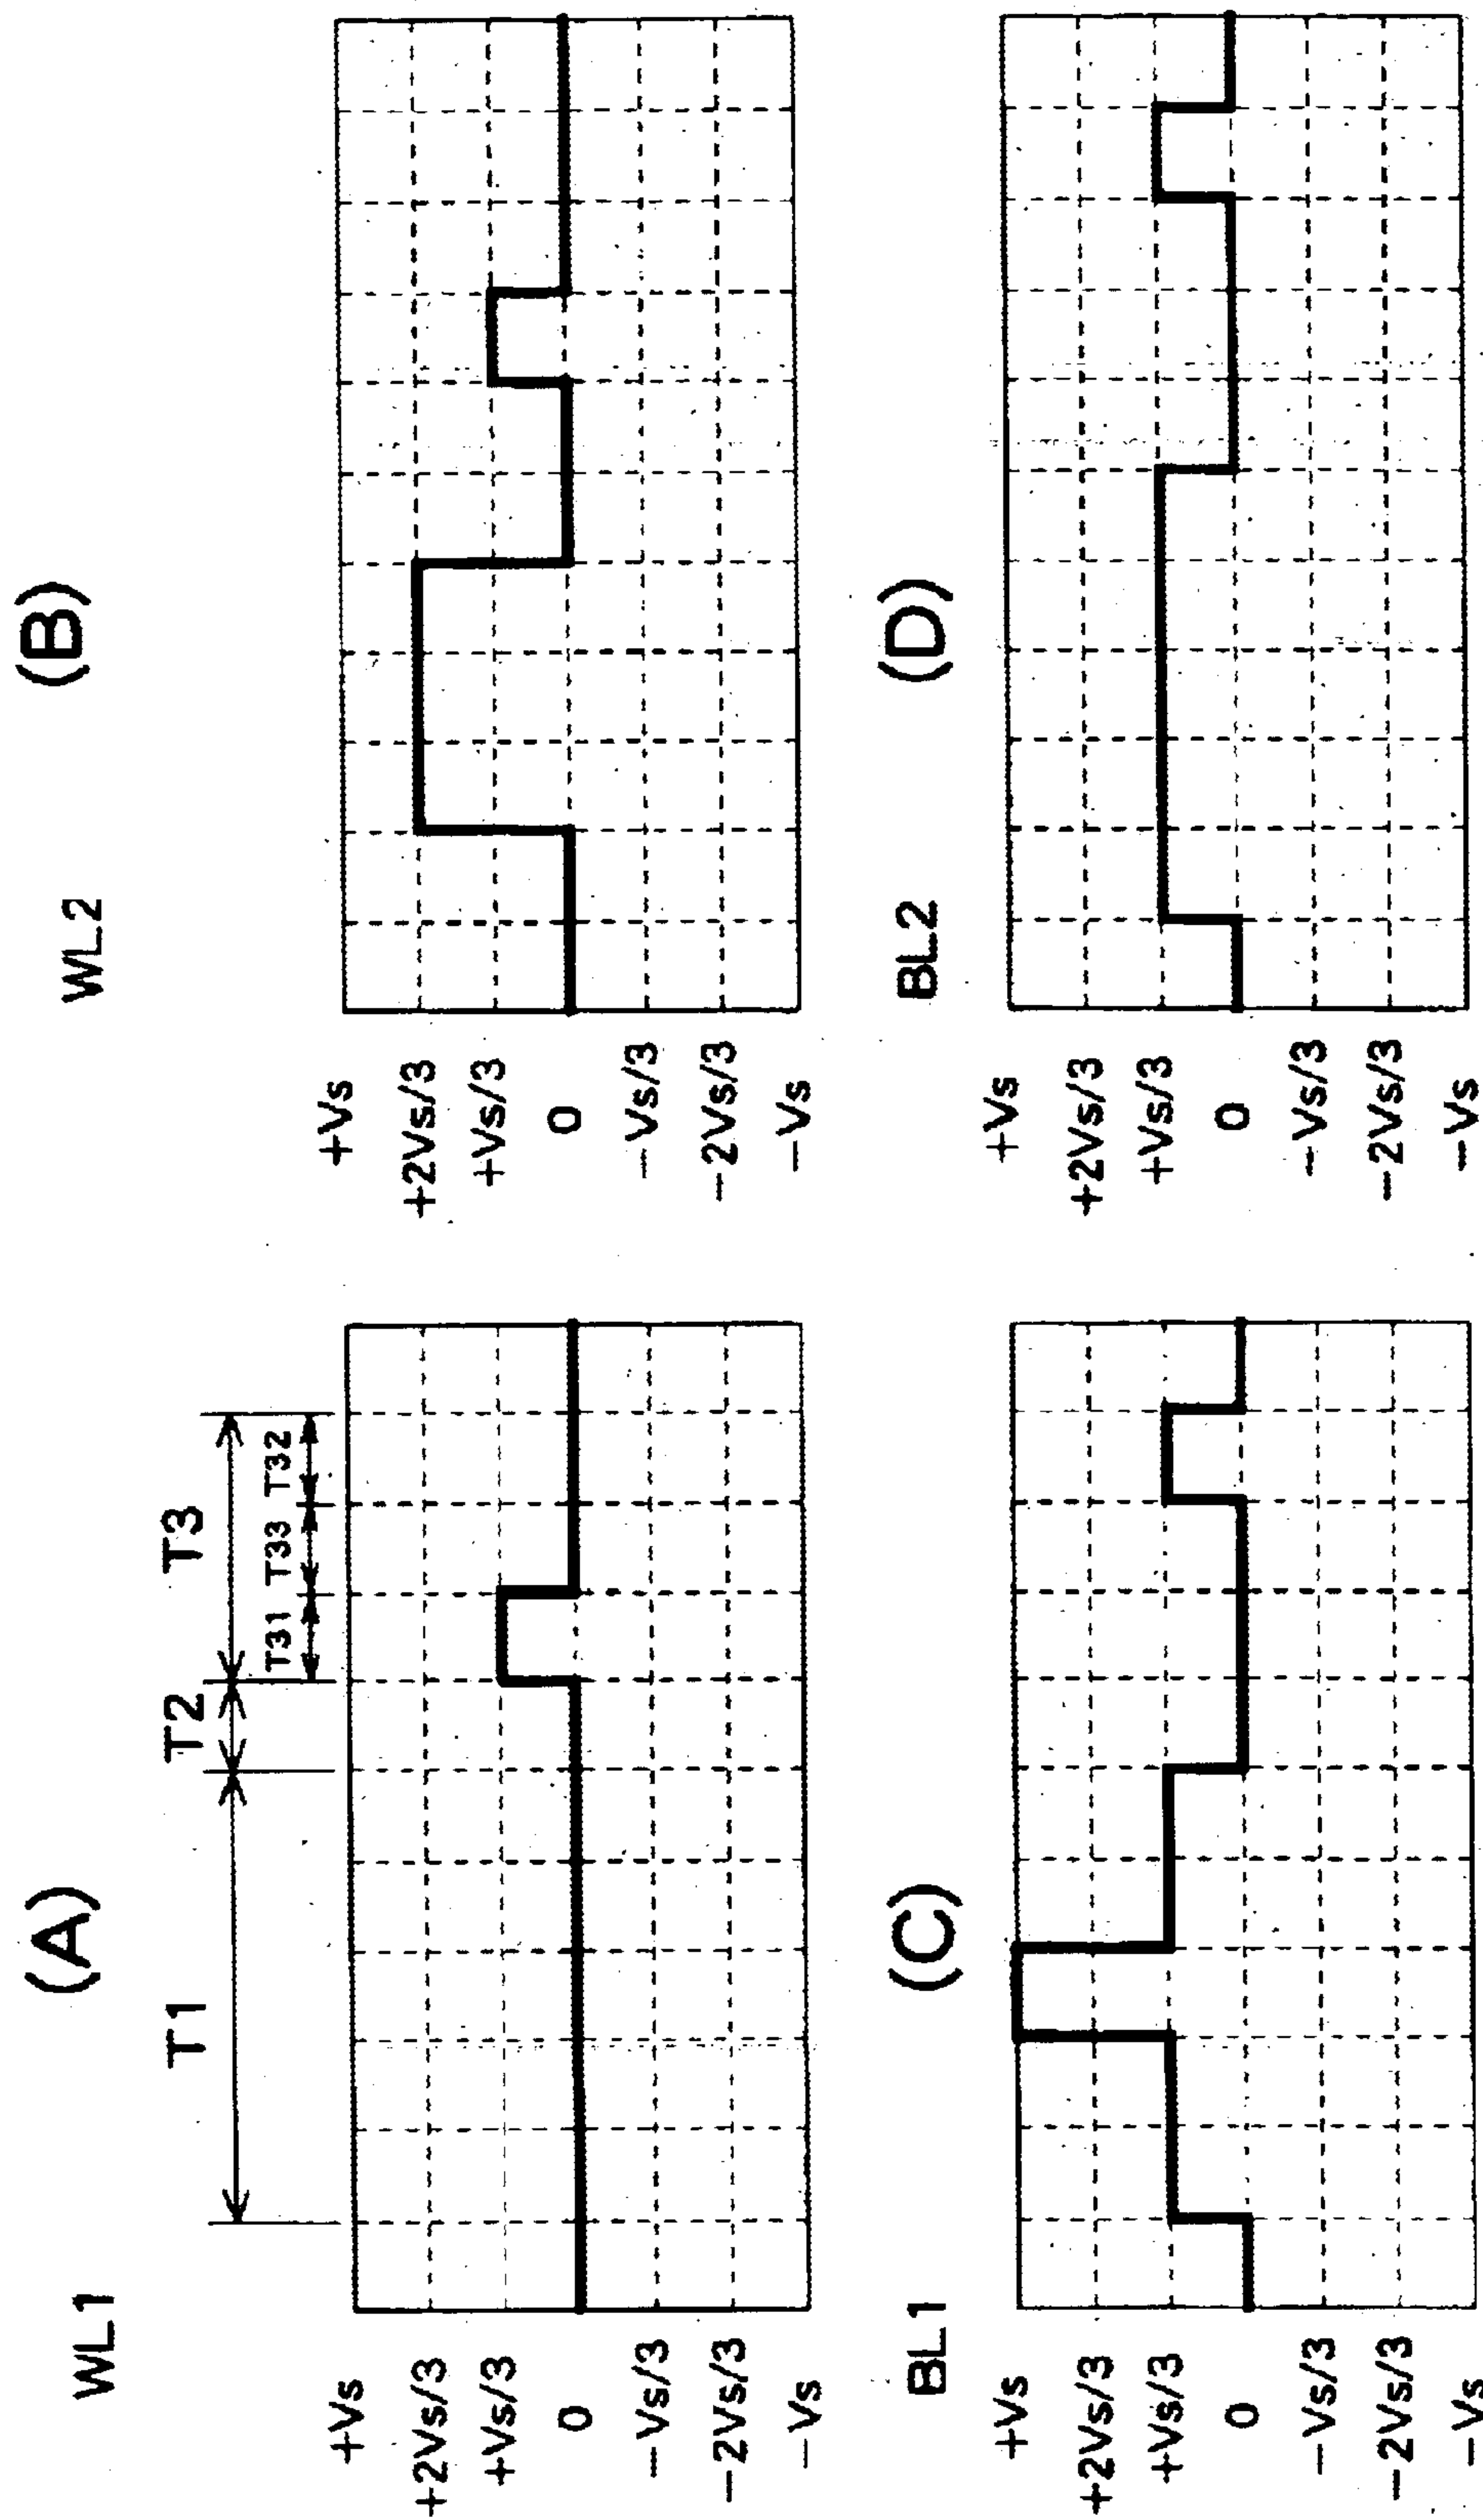 WL1
(A)
T1
T2
T3
T31
T33
T32
+Vs
+2Vs/3
+Vs/3
0
−Vs/3
−2Vs/3
−Vs
WL2
(B)
+Vs
+2Vs/3
+Vs/3
0
−Vs/3
−2Vs/3
−Vs
BL1
(C)
+Vs
+2Vs/3
+Vs/3
0
−Vs/3
−2Vs/3
−Vs
BL2
(D)
+Vs
+2Vs/3
+Vs/3
0
−Vs/3
−2Vs/3
−Vs